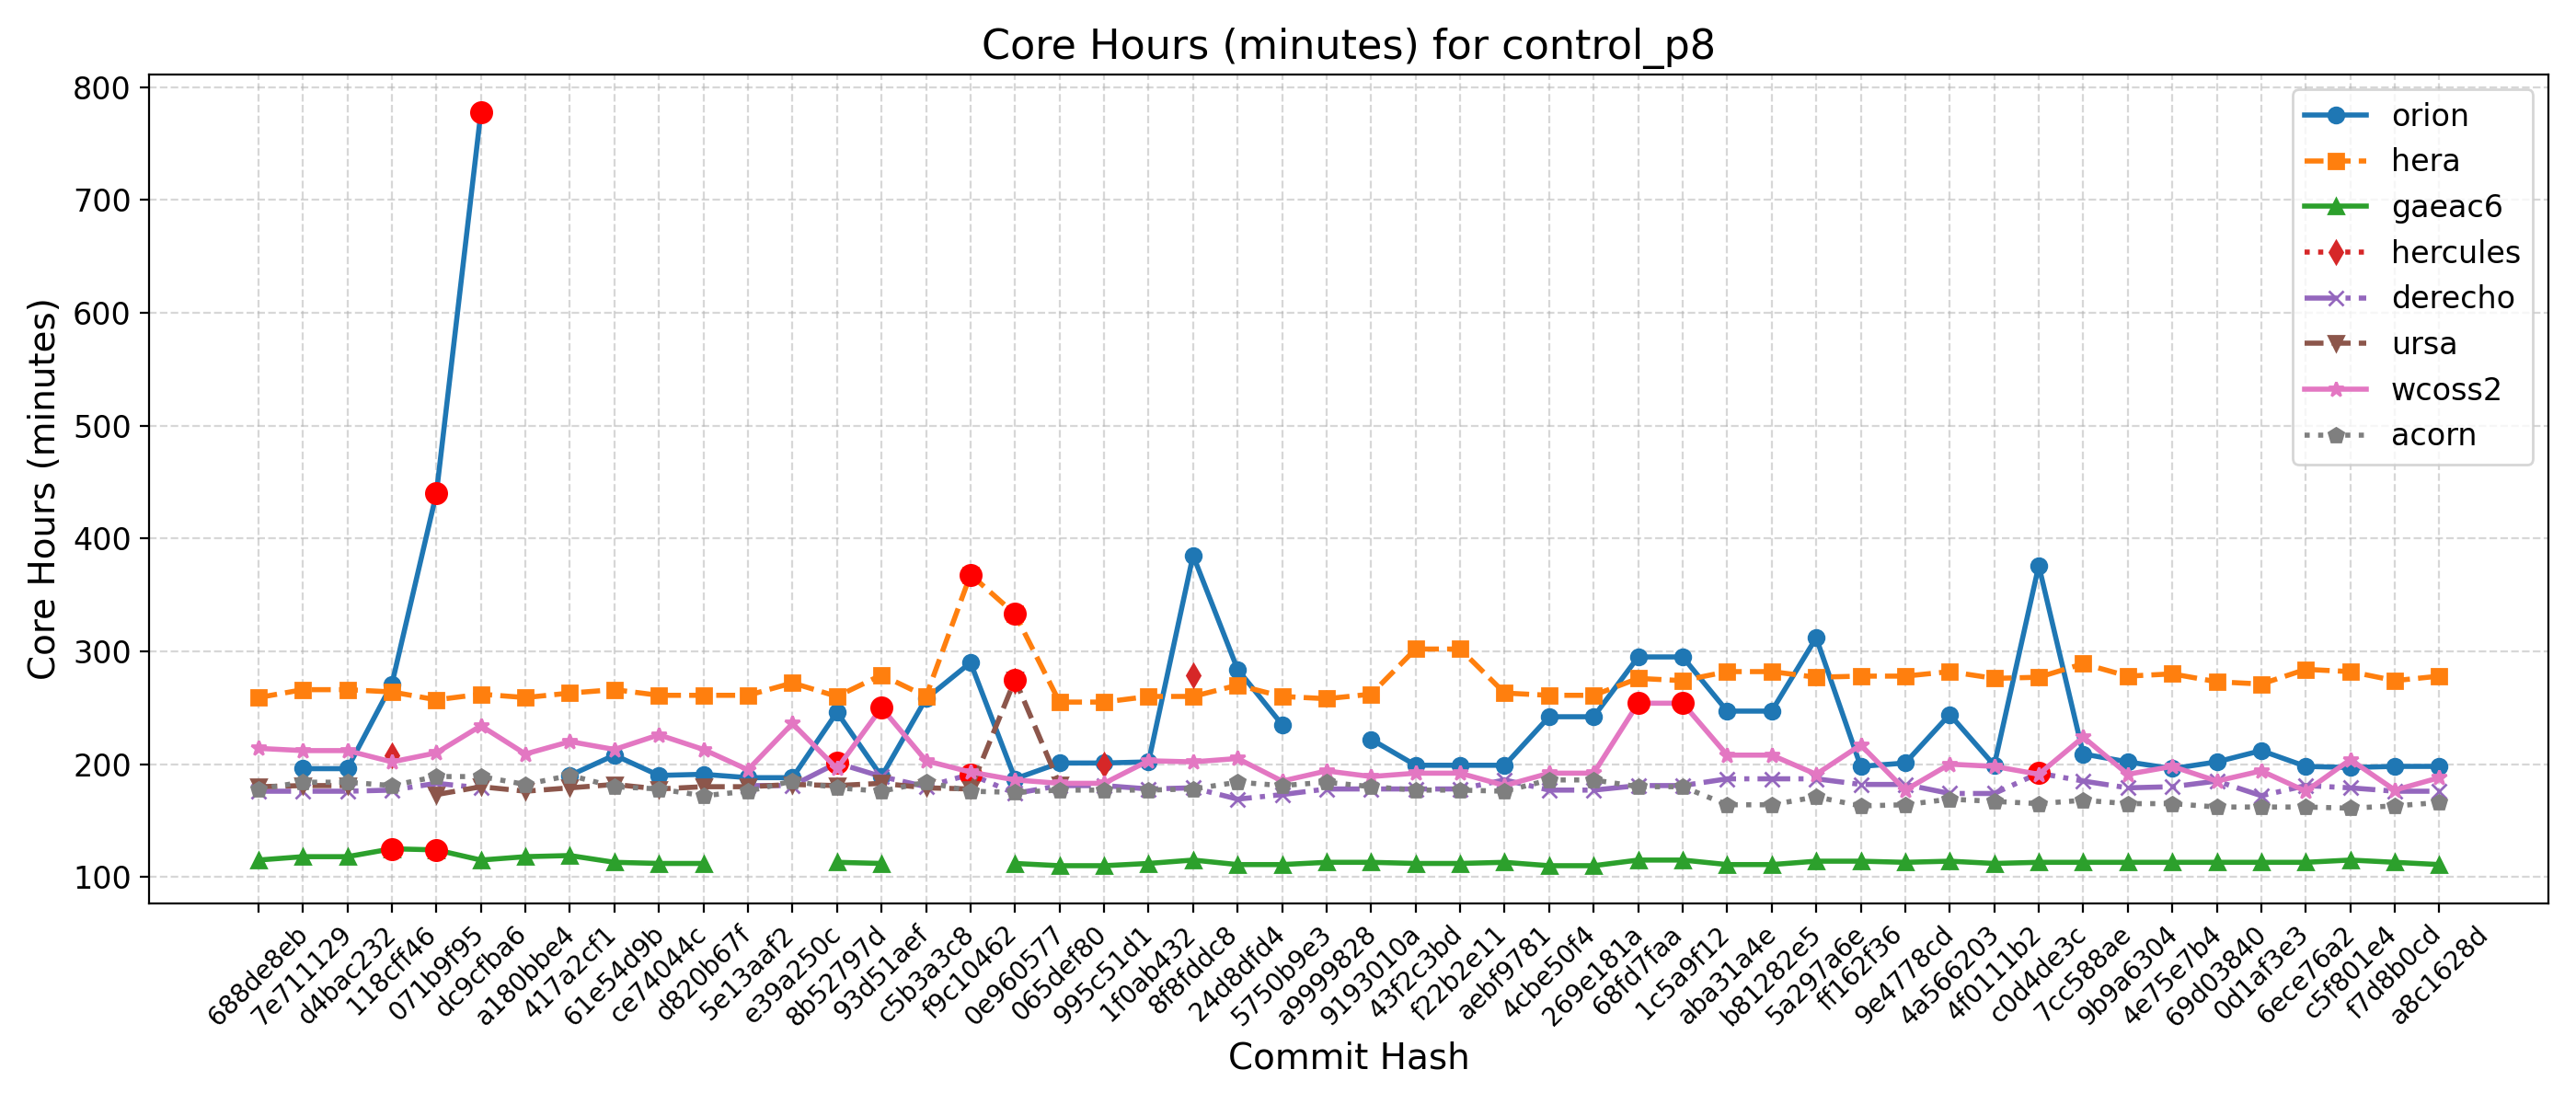 Core Hours (minutes) for control_p8
Core Hours (minutes)
800
700
600
500
400
300
200
100
orion
hera
gaeac6
hercules
derecho
ursa
wcoss2
acorn
688de8eb
7e711129
d4bac232
118cff46
071b9f95
dc9cfba6
a180bbe4
417a2cf1
61e54d9b
ce74044c
d820b67f
5e13aaf2
e39a250c
8b52797d
93d51aef
c5b3a3c8
f9c10462
0e960577
065def80
995c51d1
1f0ab432
8f8fddc8
24d8dfd4
5750b9e3
a9999828
9193010a
43f2c3bd
f22b2e11
aebf9781
4cbe50f4
269e181a
68fd7faa
1c5a9f12
aba31a4e
b81282e5
5a297a6e
ff162f36
9e4778cd
4a566203
4f0111b2
c0d4de3c
7cc588ae
9b9a6304
4e75e7b4
69d03840
0d1af3e3
6ece76a2
c5f801e4
f7d8b0cd
a8c1628d
Commit Hash